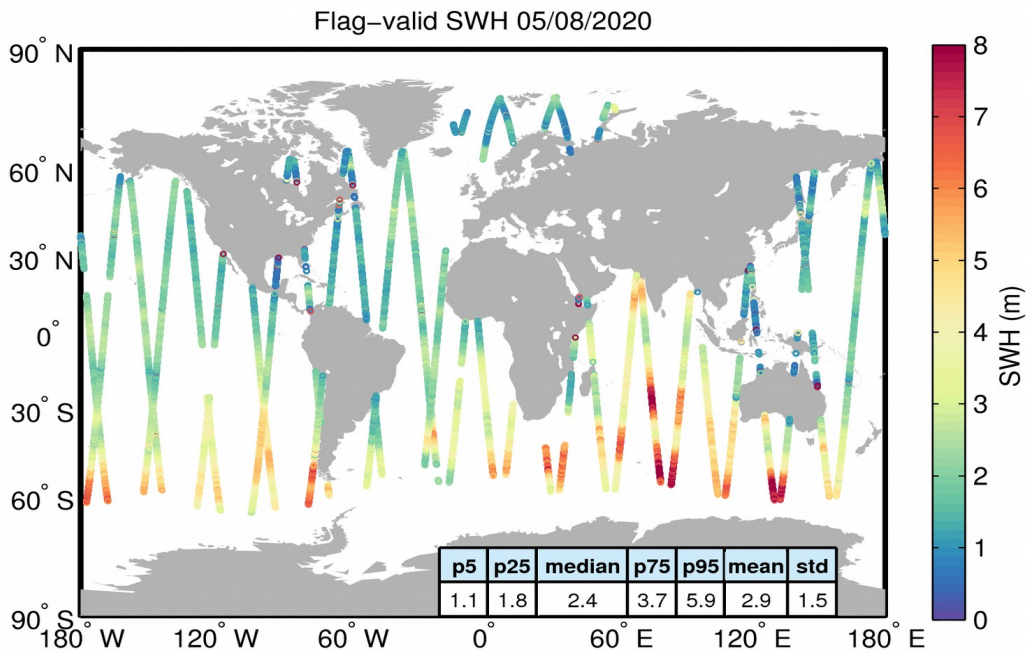 Flag−valid SWH 05/08/2020
90° N
60° N
30° N
0°
30° S
60° S
90° S
180° W
120° W
60° W
0°
60° E
120° E
180° E
p5 p25 median p75 p95 mean std
1.1 1.8 2.4 3.7 5.9 2.9 1.5
8
7
6
5
4
3
2
1
0
SWH (m)